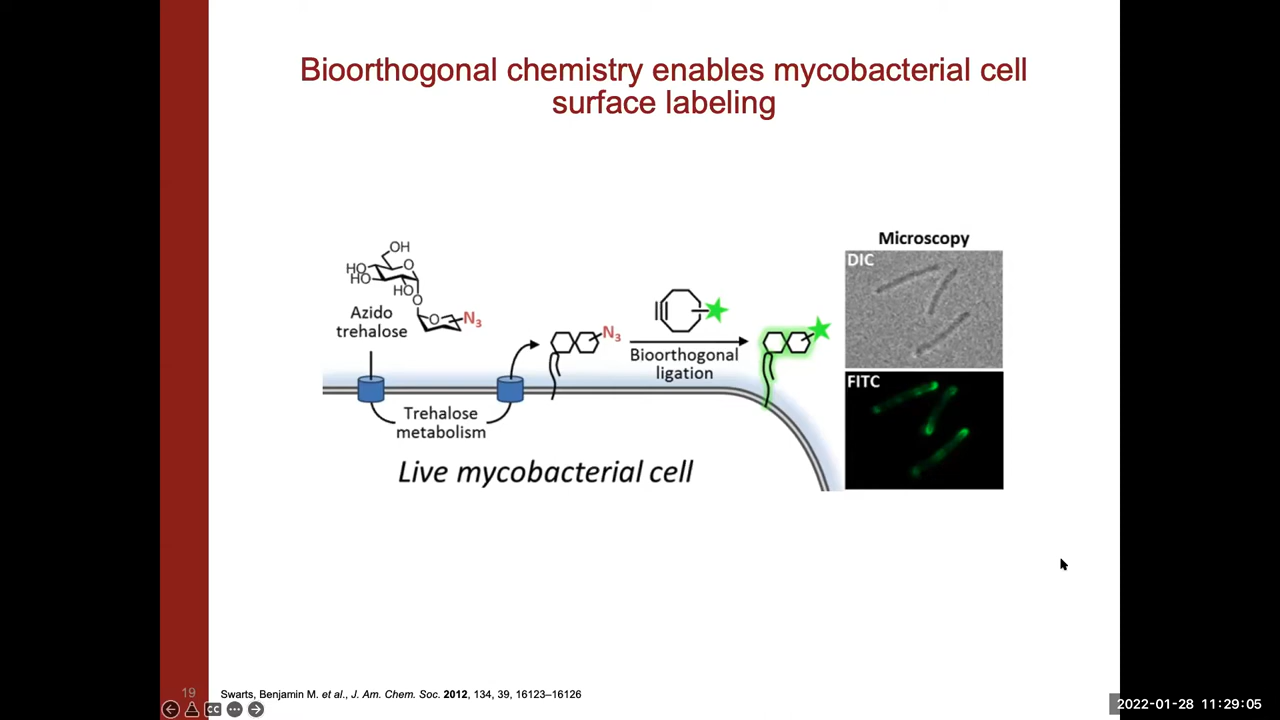 Bioorthogonal chemistry enables mycobacterial cell
surface labeling
OH
HO
HO
O
HO
O
O
N3
Azido
trehalose
Trehalose
metabolism
N3
Bioorthogonal
ligation
Live mycobacterial cell
Microscopy
DIC
FITC
19
Swarts, Benjamin M. et al., J. Am. Chem. Soc. 2012, 134, 39, 16123–16126
CC
2022-01-28 11:29:05